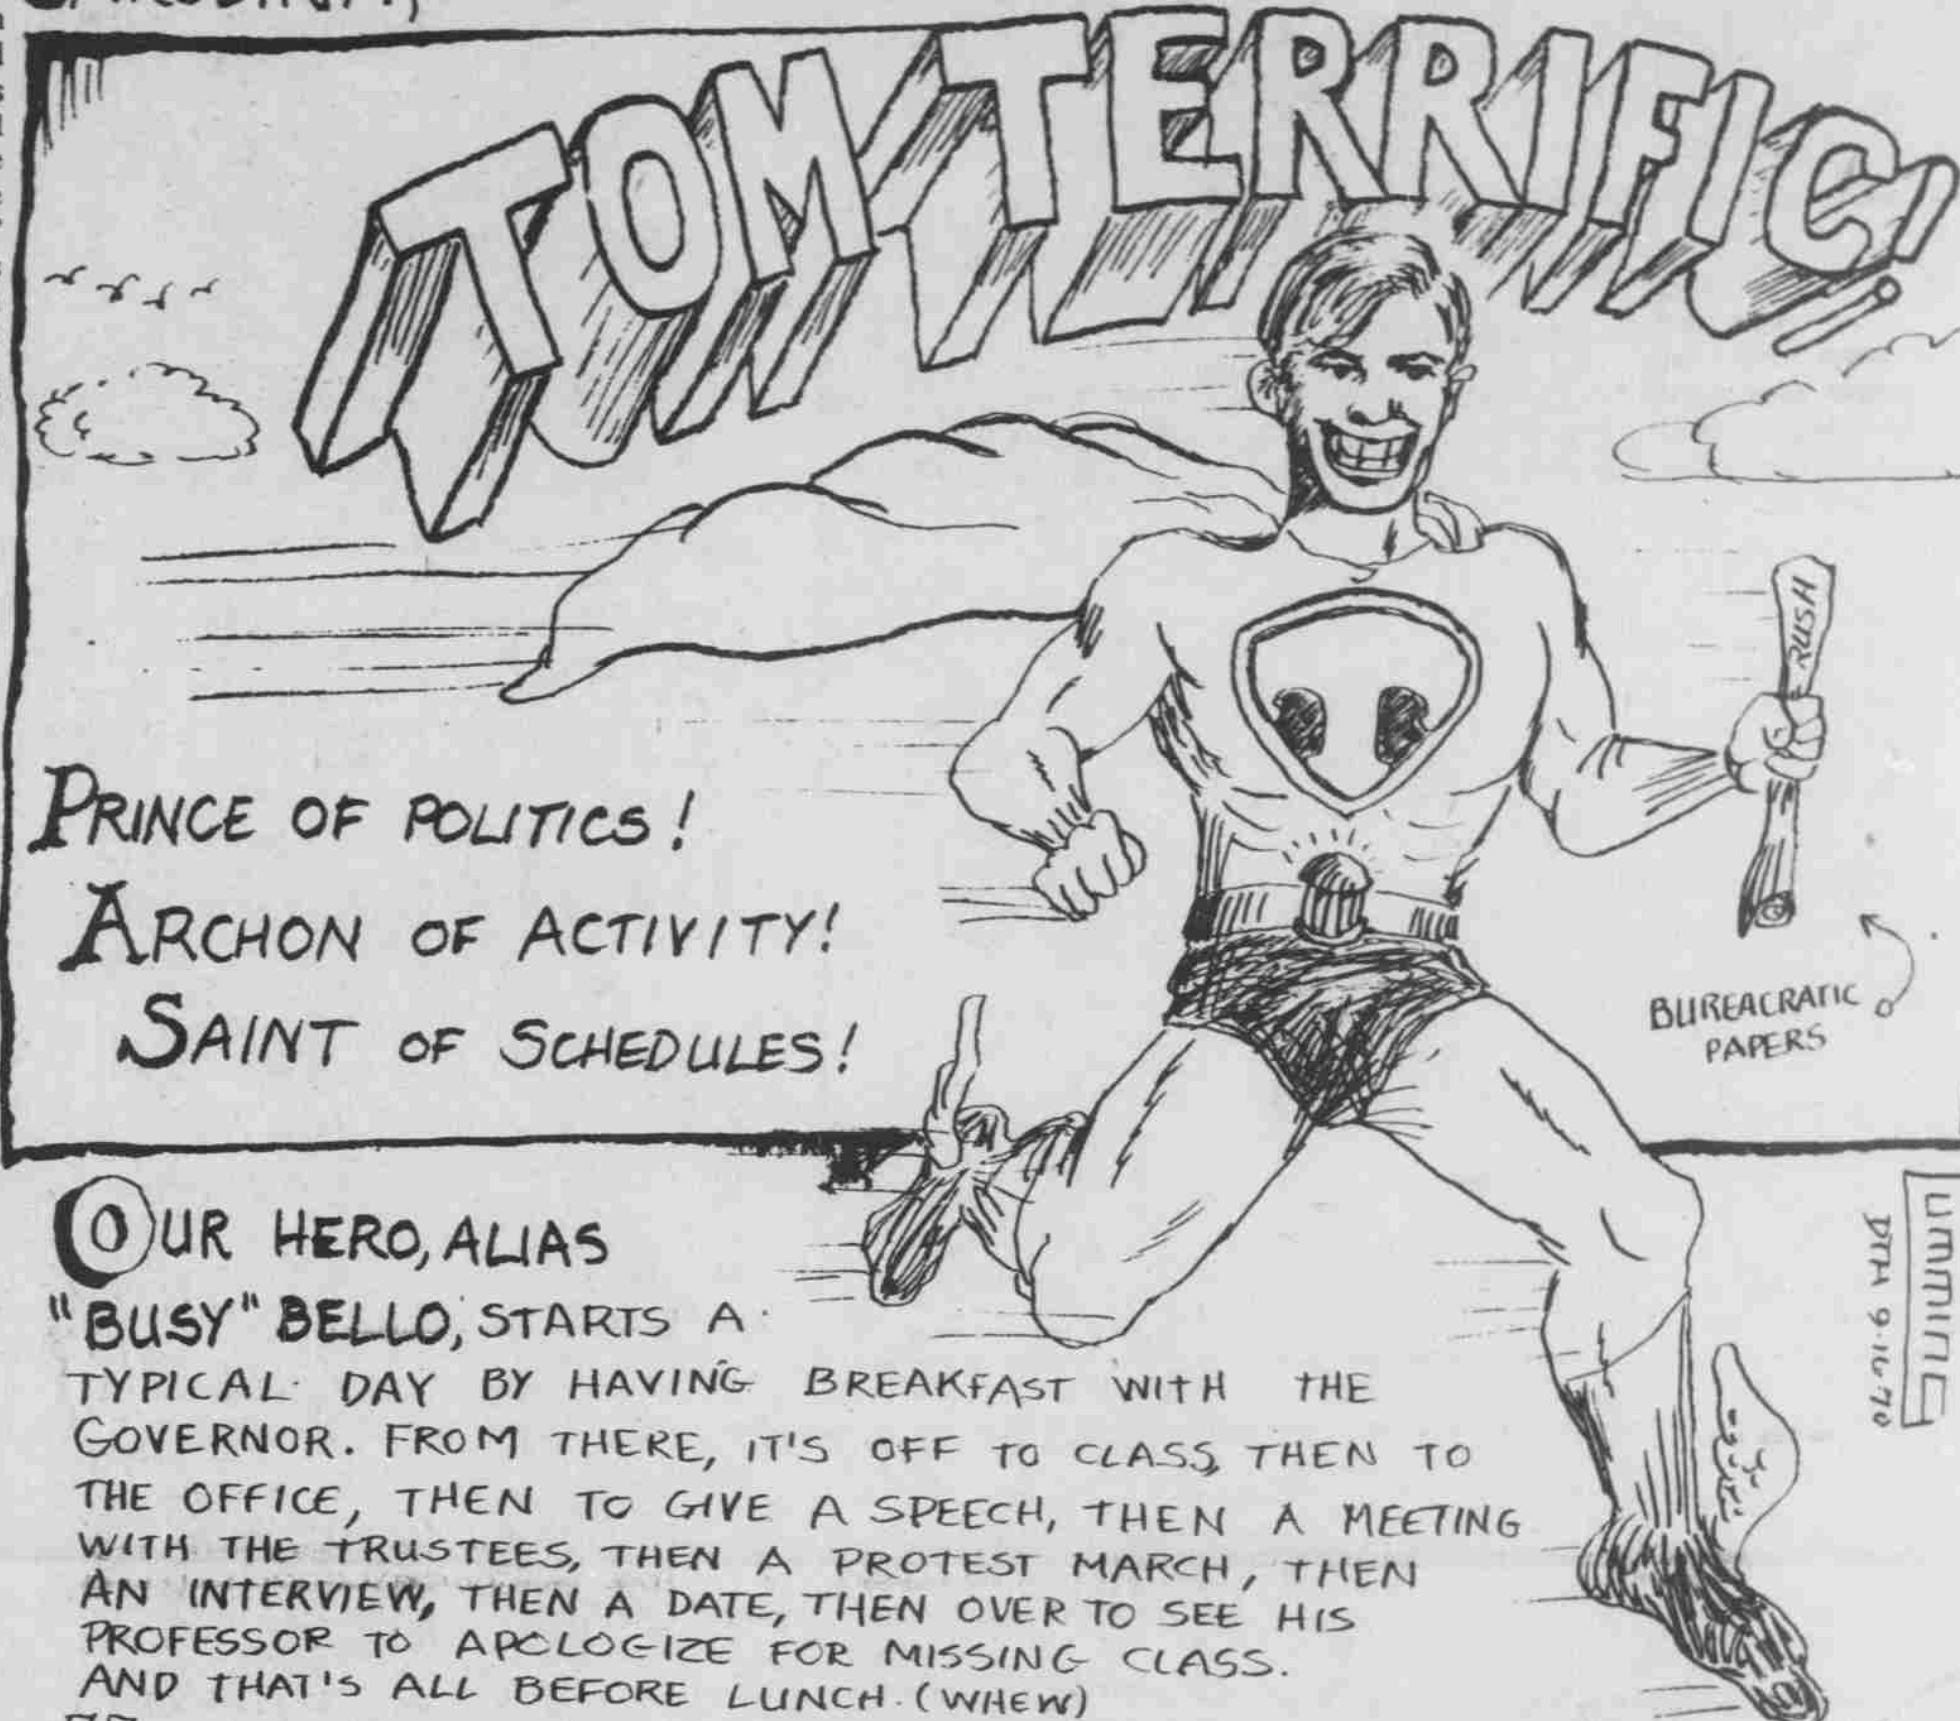 TOM TERRIFIC!
RUSH
PRINCE OF POLITICS!
ARCHON OF ACTIVITY!
SAINT OF SCHEDULES!
BUREACRATIC
PAPERS
OUR HERO, ALIAS
"BUSY" BELLO, STARTS A
TYPICAL DAY BY HAVING BREAKFAST WITH THE
GOVERNOR. FROM THERE, IT'S OFF TO CLASS, THEN TO
THE OFFICE, THEN TO GIVE A SPEECH, THEN A MEETING
WITH THE TRUSTEES, THEN A PROTEST MARCH, THEN
AN INTERVIEW, THEN A DATE, THEN OVER TO SEE HIS
PROFESSOR TO APOLOGIZE FOR MISSING CLASS.
AND THAT'S ALL BEFORE LUNCH. (WHEW)
DTH 9.16.70